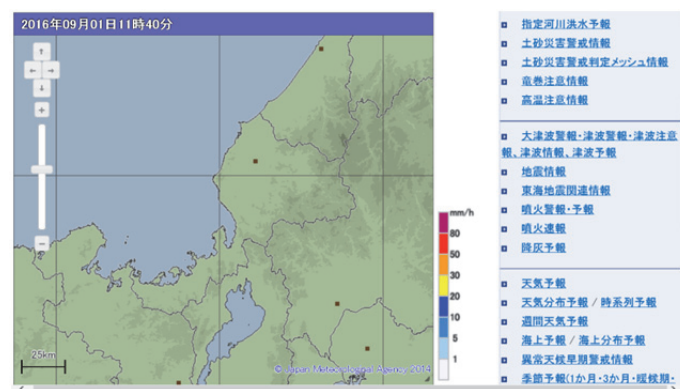 2016年09月01日11時40分
mm/h
80
50
30
20
10
5
1
25km
© Japan Meteorological Agency 2014
指定河川洪水予報
土砂災害警戒情報
土砂災害警戒判定メッシュ情報
竜巻注意情報
高温注意情報
大津波警報・津波警報・津波注意
報、津波情報、津波予報
地震情報
東海地震関連情報
噴火警報・予報
噴火速報
降灰予報
天気予報
天気分布予報 / 時系列予報
週間天気予報
海上予報 / 海上分布予報
異常天候早期警戒情報
季節予報(1か月・3か月・暖候期・